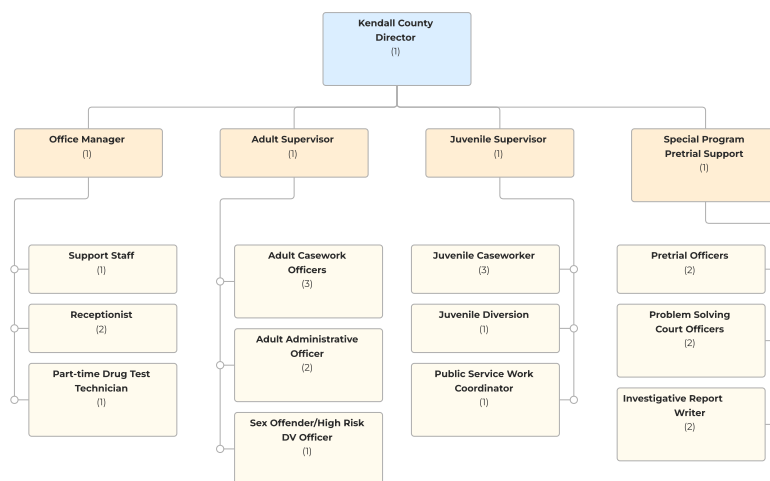 Kendall County
Director
(1)
Office Manager
(1)
Adult Supervisor
(1)
Juvenile Supervisor
(1)
Special Program
Pretrial Support
(1)
Support Staff
(1)
Receptionist
(2)
Part-time Drug Test
Technician
(1)
Adult Casework
Officers
(3)
Adult Administrative
Officer
(2)
Sex Offender/High Risk
DV Officer
(1)
Juvenile Caseworker
(3)
Juvenile Diversion
(1)
Public Service Work
Coordinator
(1)
Pretrial Officers
(2)
Problem Solving
Court Officers
(2)
Investigative Report
Writer
(2)